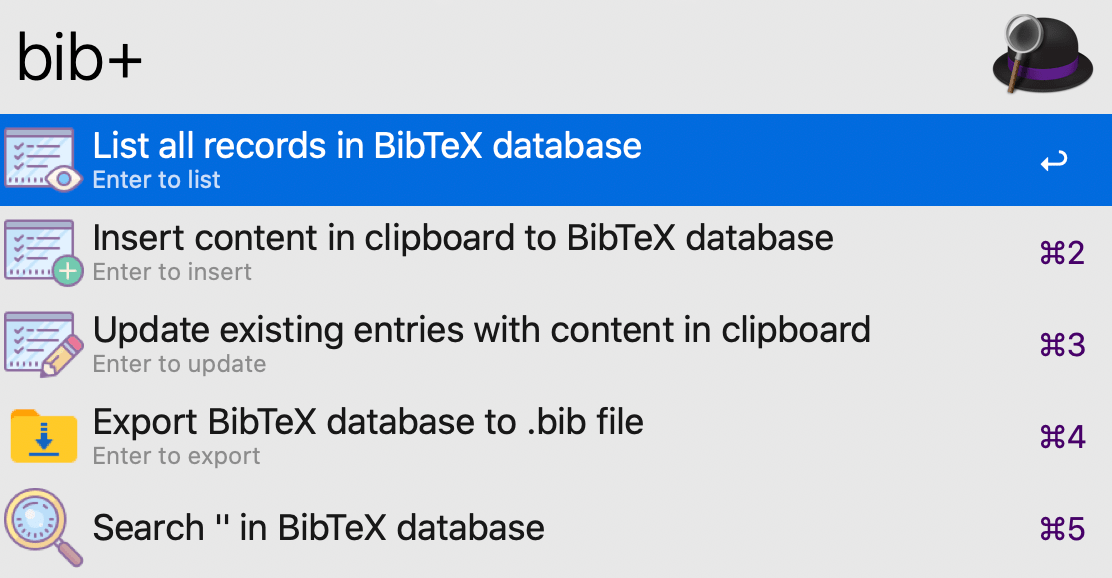 bib+
List all records in BibTeX database
Enter to list
↩
Insert content in clipboard to BibTeX database
Enter to insert
⌘2
Update existing entries with content in clipboard
Enter to update
⌘3
Export BibTeX database to .bib file
Enter to export
⌘4
Search '' in BibTeX database
⌘5